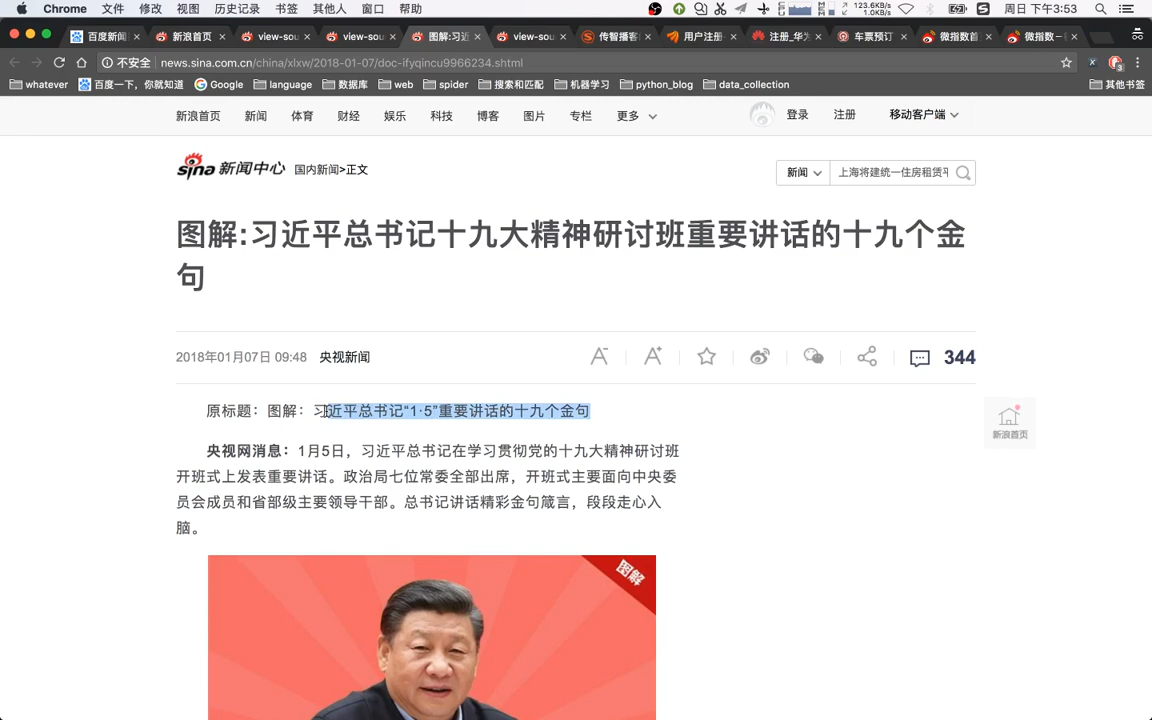 Chrome 文件 修改 视图 历史记录 书签 其他人 窗口 帮助 123.6KB/s 1.0KB/s 周日 下午3:53
百度新闻 新浪首页 view-sou view-sou 图解:习近 view-sou 传智播客 用户注册 注册_华为 车票预订 微指数首 微指数－
不安全 news.sina.com.cn/china/xlxw/2018-01-07/doc-ifyqincu9966234.shtml
whatever 百度一下，你就知道 Google language 数据库 web spider 搜索和匹配 机器学习 python_blog data_collection 其他书签
新浪首页 新闻 体育 财经 娱乐 科技 博客 图片 专栏 更多 登录 注册 移动客户端
sina 新闻中心 国内新闻>正文 新闻 上海将建统一住房租赁平
图解:习近平总书记十九大精神研讨班重要讲话的十九个金
句
2018年01月07日 09:48 央视新闻 A- A+ 344
原标题：图解：习近平总书记“1·5”重要讲话的十九个金句
新浪首页
央视网消息：1月5日，习近平总书记在学习贯彻党的十九大精神研讨班
开班式上发表重要讲话。政治局七位常委全部出席，开班式主要面向中央委
员会成员和省部级主要领导干部。总书记讲话精彩金句箴言，段段走心入
脑。
图解